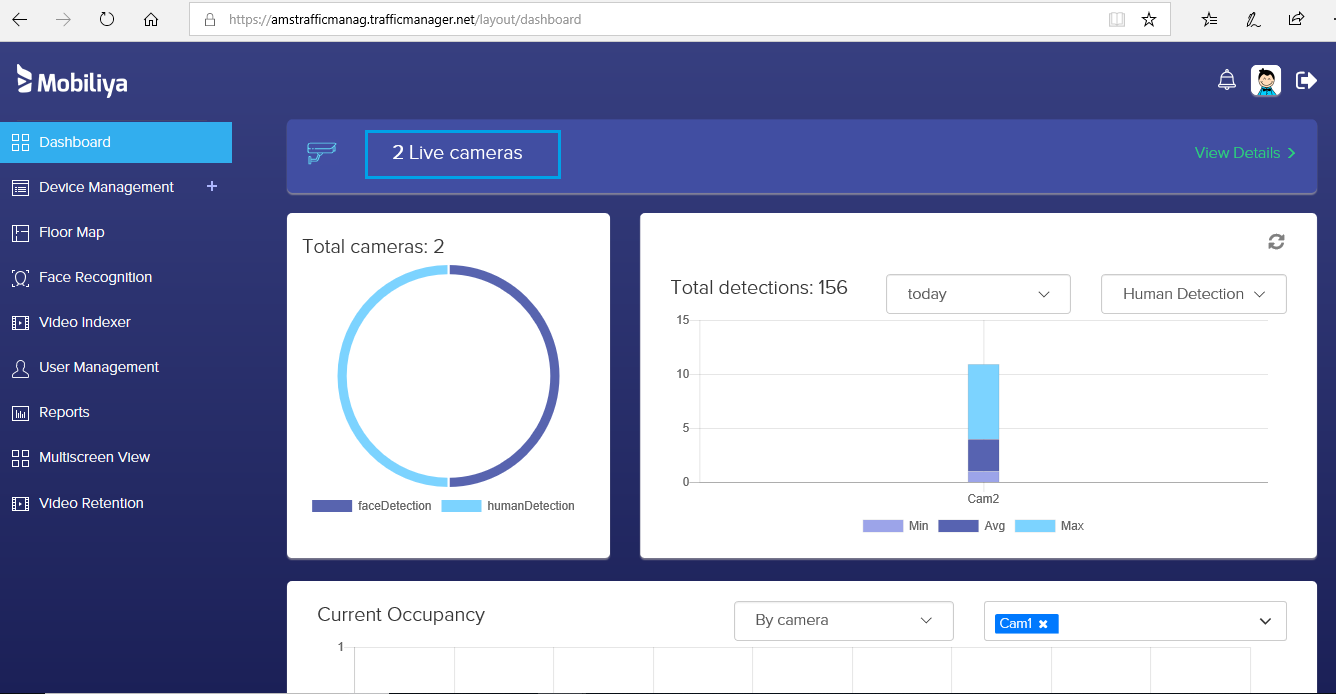 https://amstrafficmanag.trafficmanager.net/layout/dashboard
Mobiliya
Dashboard
Device Management +
Floor Map
Face Recognition
Video Indexer
User Management
Reports
Multiscreen View
Video Retention
2 Live cameras
View Details
Total cameras: 2
faceDetection humanDetection
Total detections: 156
today
Human Detection
15
10
5
0
Cam2
Min Avg Max
Current Occupancy
By camera
Cam1 ×
1